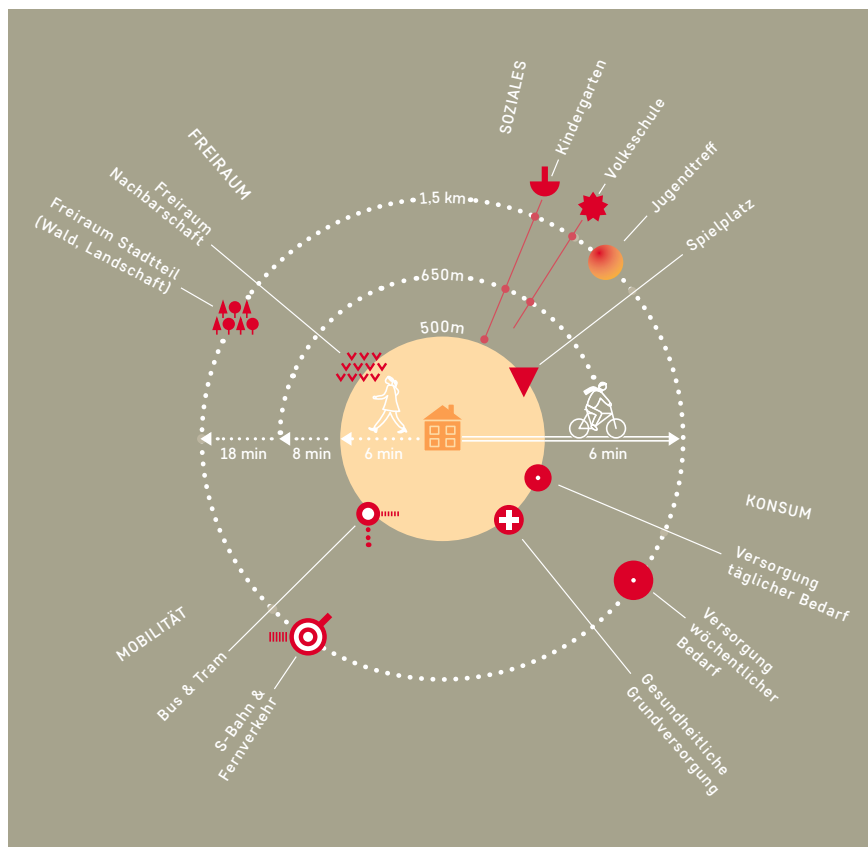 SOZIALES
Kindergarten
Volksschule
Jugendtreff
Spielplatz
FREIRAUM
Freiraum
Nachbarschaft
Freiraum Stadtteil
(Wald, Landschaft)
1,5 km
650m
500m
18 min
8 min
6 min
6 min
KONSUM
Versorgung
täglicher Bedarf
Versorgung
wöchentlicher
Bedarf
Gesundheitliche
Grundversorgung
MOBILITÄT
Bus & Tram
S-Bahn &
Fernverkehr